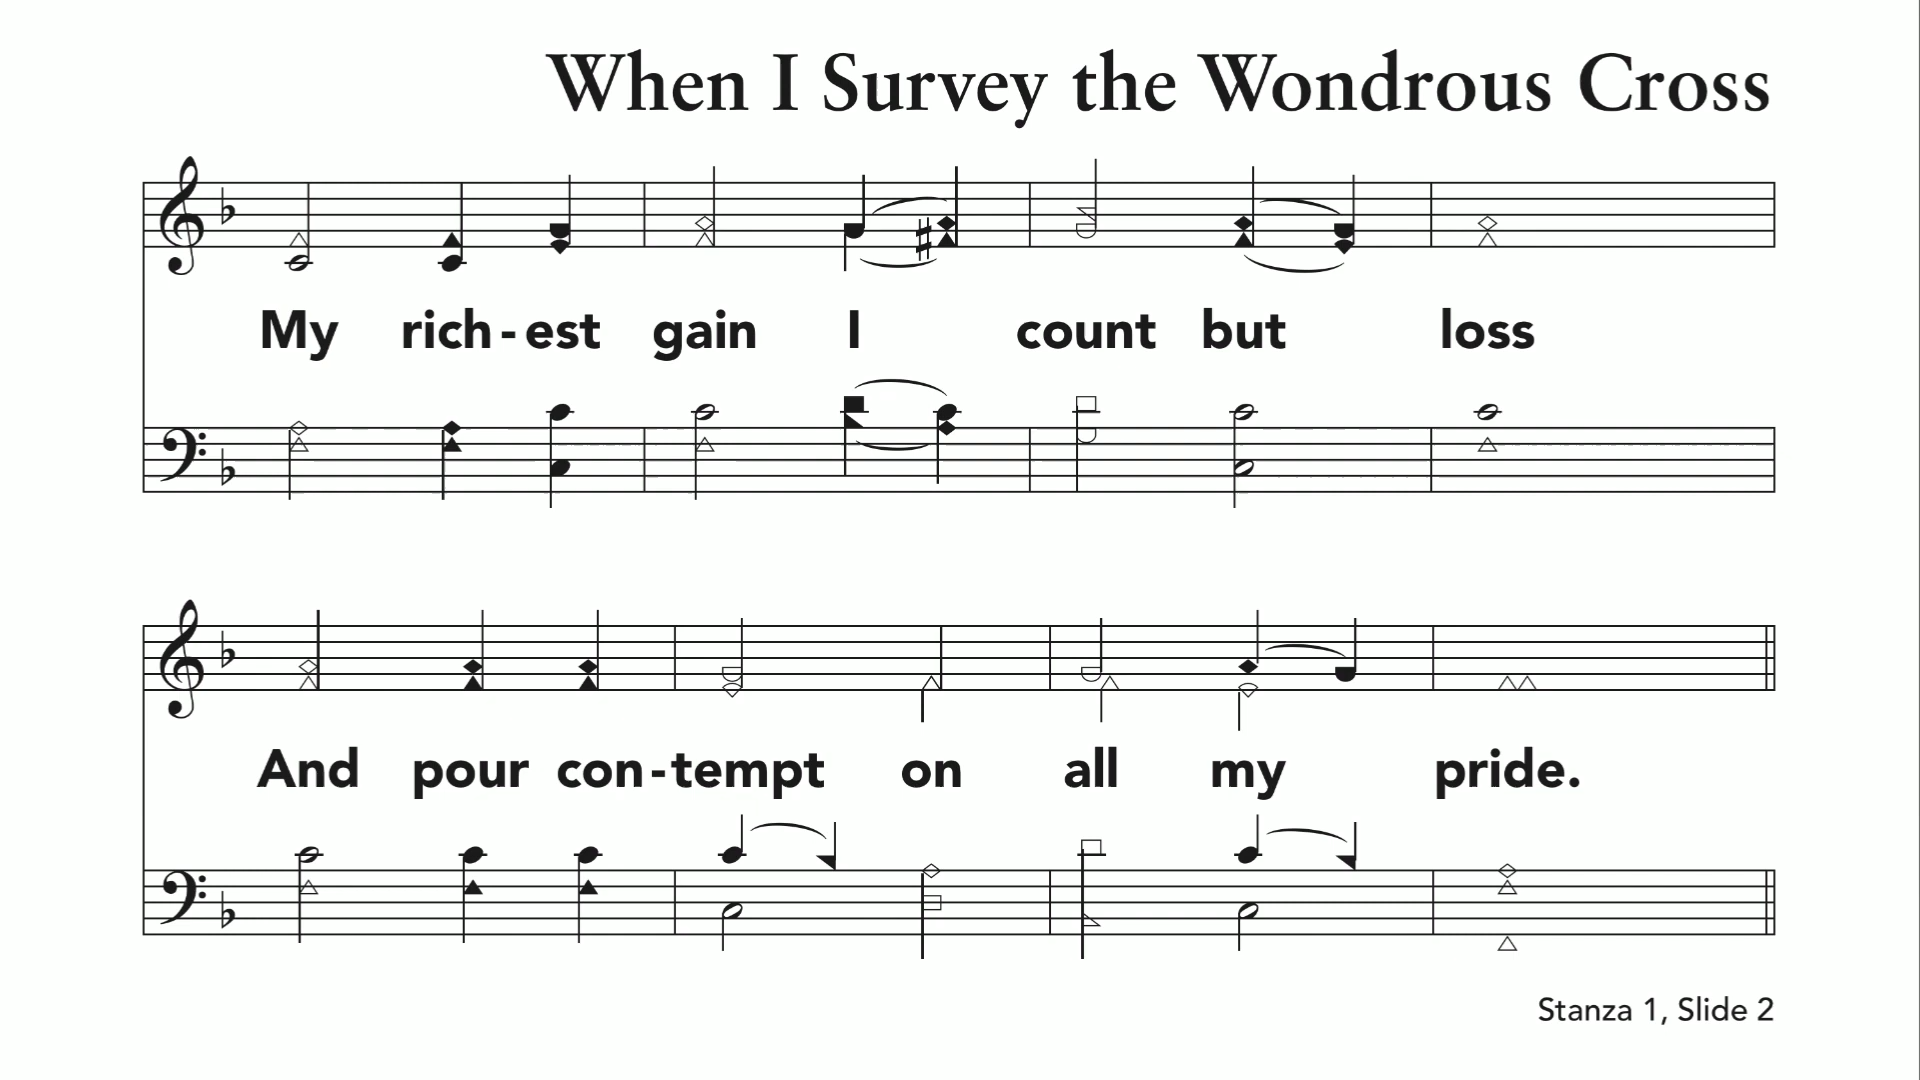 When I Survey the Wondrous Cross
My rich-est gain I count but loss
And pour con-tempt on all my pride.
Stanza 1, Slide 2